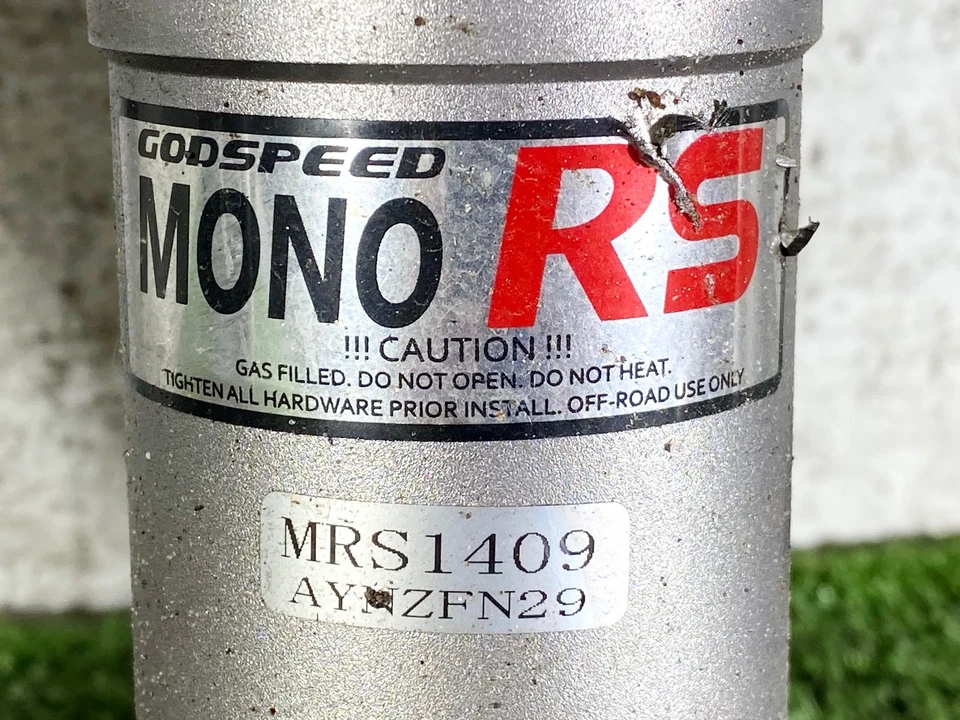 GODSPEED
MONO RS
!!! CAUTION !!!
GAS FILLED. DO NOT OPEN. DO NOT HEAT.
TIGHTEN ALL HARDWARE PRIOR INSTALL. OFF-ROAD USE ONLY
MRS1409
AYNZFN29